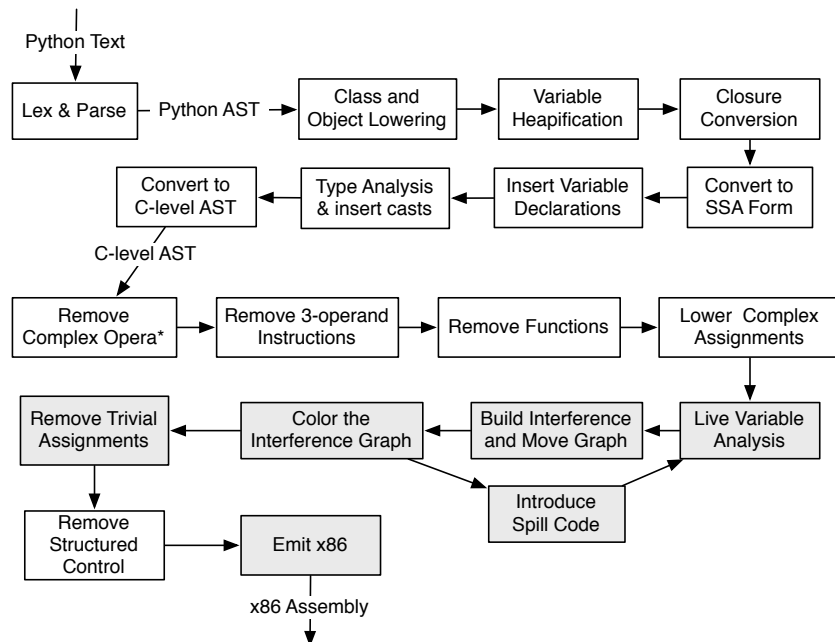 Python Text
Lex & Parse
Python AST
Class and
Object Lowering
Variable
Heapification
Closure
Conversion
Convert to
SSA Form
Insert Variable
Declarations
Type Analysis
& insert casts
Convert to
C-level AST
C-level AST
Remove
Complex Opera*
Remove 3-operand
Instructions
Remove Functions
Lower Complex
Assignments
Live Variable
Analysis
Build Interference
and Move Graph
Color the
Interference Graph
Introduce
Spill Code
Remove Trivial
Assignments
Remove
Structured
Control
Emit x86
x86 Assembly